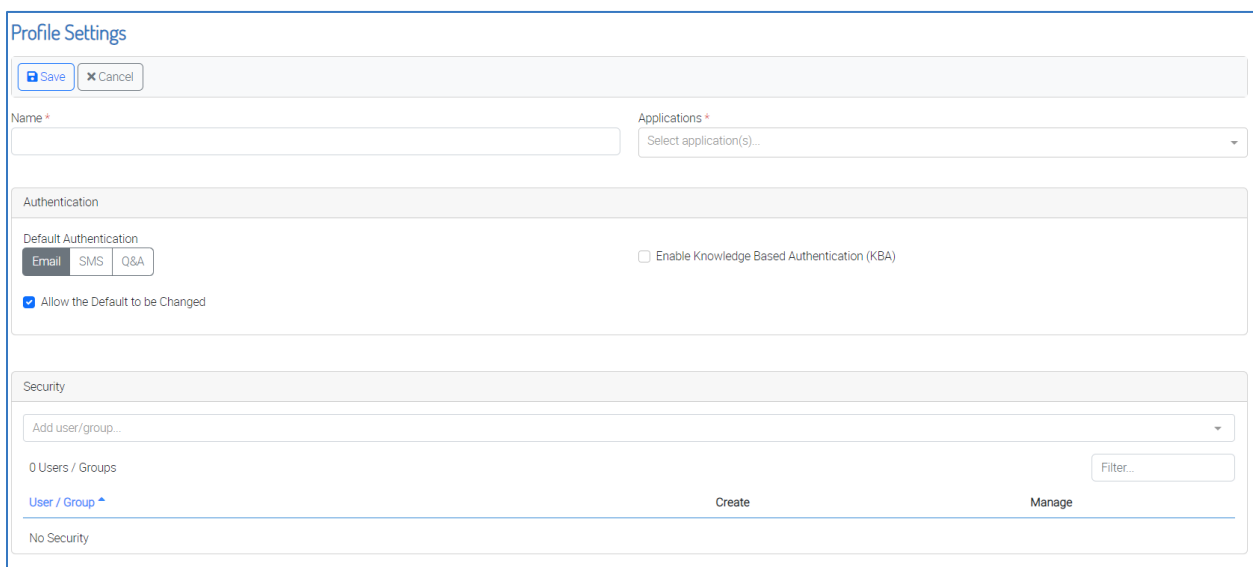 Profile Settings
Save Cancel
Name * Applications *
Select application(s)...
Authentication
Default Authentication
Email SMS Q&A Enable Knowledge Based Authentication (KBA)
Allow the Default to be Changed
Security
Add user/group...
0 Users / Groups Filter...
User / Group Create Manage
No Security